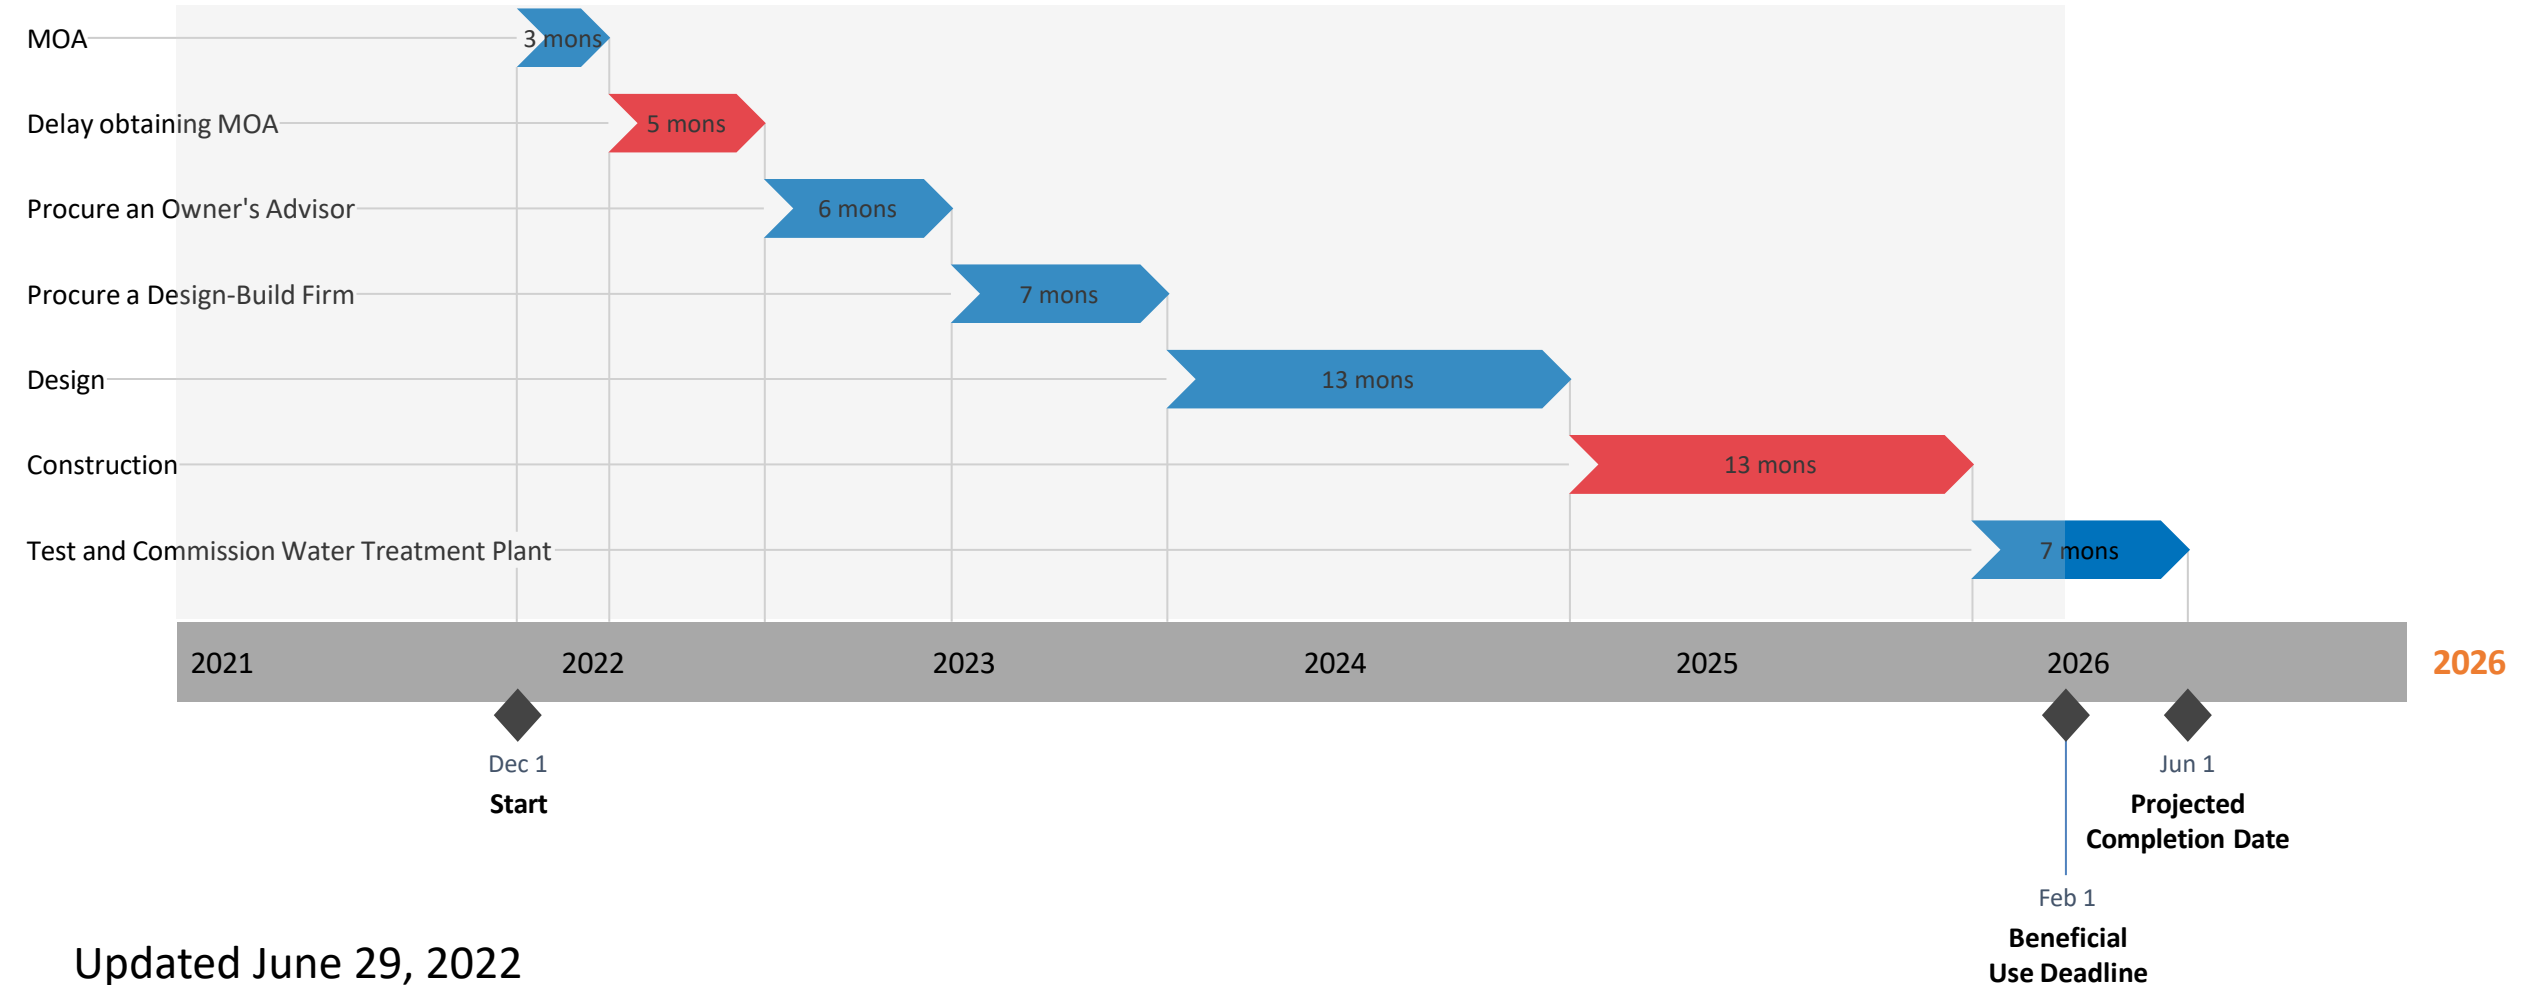 MOA
3 mons
Delay obtaining MOA
5 mons
Procure an Owner's Advisor
6 mons
Procure a Design-Build Firm
7 mons
Design
13 mons
Construction
13 mons
Test and Commission Water Treatment Plant
7 mons
2021 2022 2023 2024 2025 2026 2026
Dec 1
Start
Jun 1
Projected
Completion Date
Feb 1
Beneficial
Use Deadline
Updated June 29, 2022